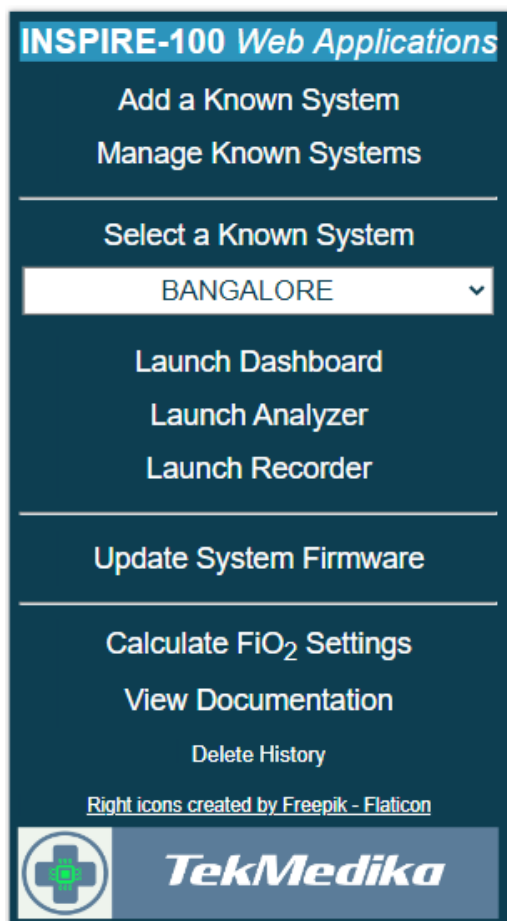 INSPIRE-100 Web Applications
Add a Known System
Manage Known Systems
Select a Known System
BANGALORE
Launch Dashboard
Launch Analyzer
Launch Recorder
Update System Firmware
Calculate FiO₂ Settings
View Documentation
Delete History
Right icons created by Freepik - Flaticon
TekMedika